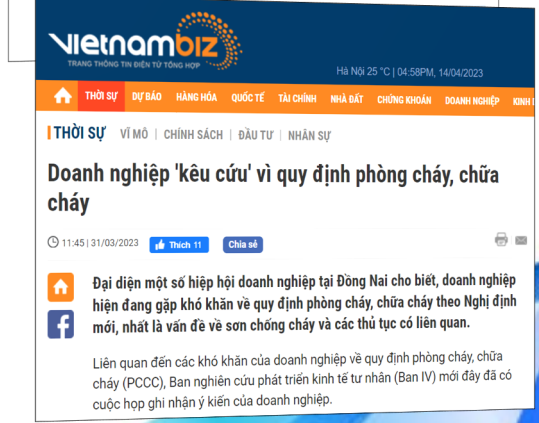 Vietnambiz
TRANG THÔNG TIN ĐIỆN TỬ TỔNG HỢP
Hà Nội 25 °C | 04:58PM, 14/04/2023
THỜI SỰ DỰ BÁO HÀNG HÓA QUỐC TẾ TÀI CHÍNH NHÀ ĐẤT CHỨNG KHOÁN DOANH NGHIỆP KINH
THỜI SỰ VĨ MÔ | CHÍNH SÁCH | ĐẦU TƯ | NHÂN SỰ
Doanh nghiệp 'kêu cứu' vì quy định phòng cháy, chữa
cháy
11:45 | 31/03/2023 Thích 11 Chia sẻ
Đại diện một số hiệp hội doanh nghiệp tại Đồng Nai cho biết, doanh nghiệp
hiện đang gặp khó khăn về quy định phòng cháy, chữa cháy theo Nghị định
mới, nhất là vấn đề về sơn chống cháy và các thủ tục có liên quan.
Liên quan đến các khó khăn của doanh nghiệp về quy định phòng cháy, chữa
cháy (PCCC), Ban nghiên cứu phát triển kinh tế tư nhân (Ban IV) mới đây đã có
cuộc họp ghi nhận ý kiến của doanh nghiệp.